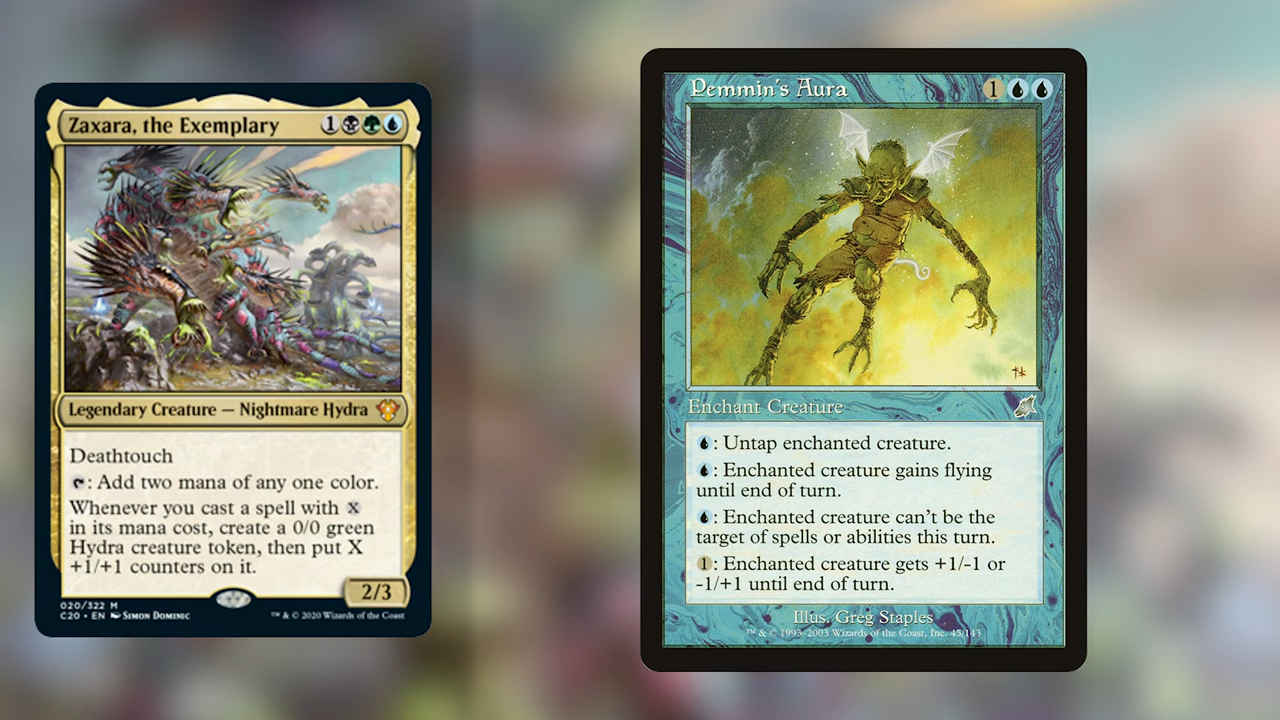 Zaxara, the Exemplary 1
Legendary Creature — Nightmare Hydra
Deathtouch
: Add two mana of any one color.
Whenever you cast a spell with X
in its mana cost, create a 0/0 green
Hydra creature token, then put X
+1/+1 counters on it.
2/3
020/322 M
C20 • EN SIMON DOMINIC
™ & © 2020 Wizards of the Coast
Pemmin's Aura 1
Enchant Creature
: Untap enchanted creature.
: Enchanted creature gains flying
until end of turn.
: Enchanted creature can't be the
target of spells or abilities this turn.
1: Enchanted creature gets +1/-1 or
-1/+1 until end of turn.
Illus. Greg Staples
™ & © 1993-2003 Wizards of the Coast, Inc. 45/143